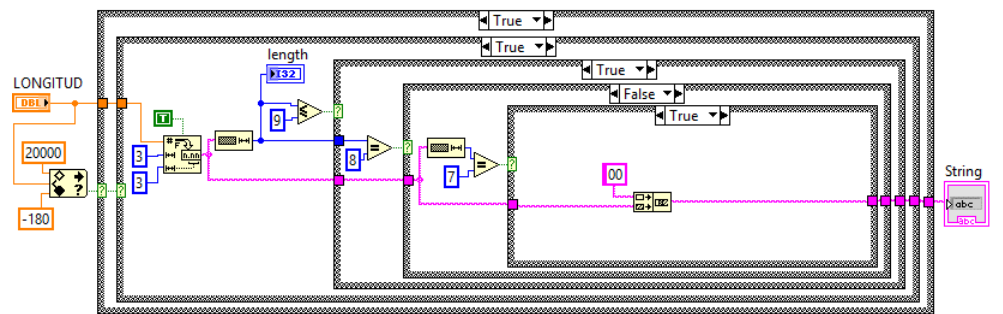 True
True
length
I32
True
LONGITUD
DBL
False
True
T
9
20000
3
8
00
3
7
String
abc
abc
-180